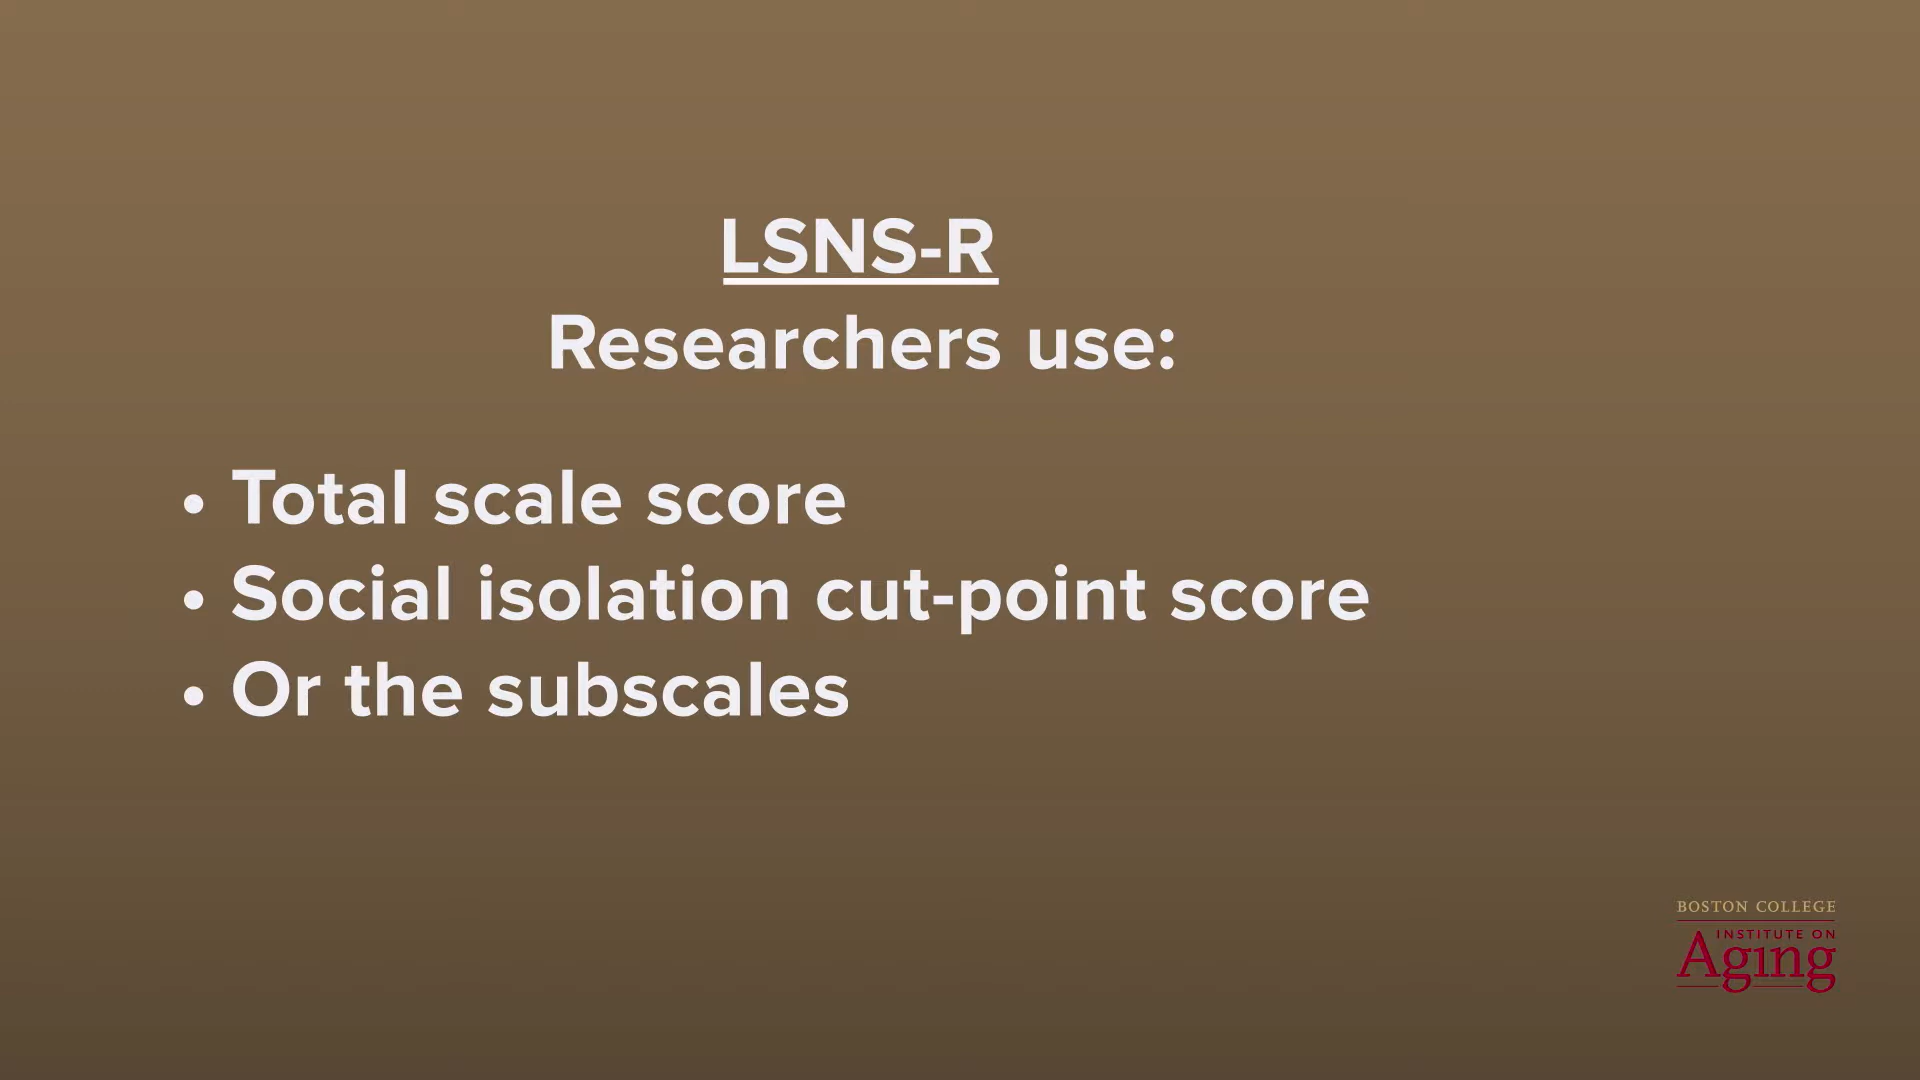 LSNS-R
Researchers use:
• Total scale score
• Social isolation cut-point score
• Or the subscales
BOSTON COLLEGE
INSTITUTE ON
Aging